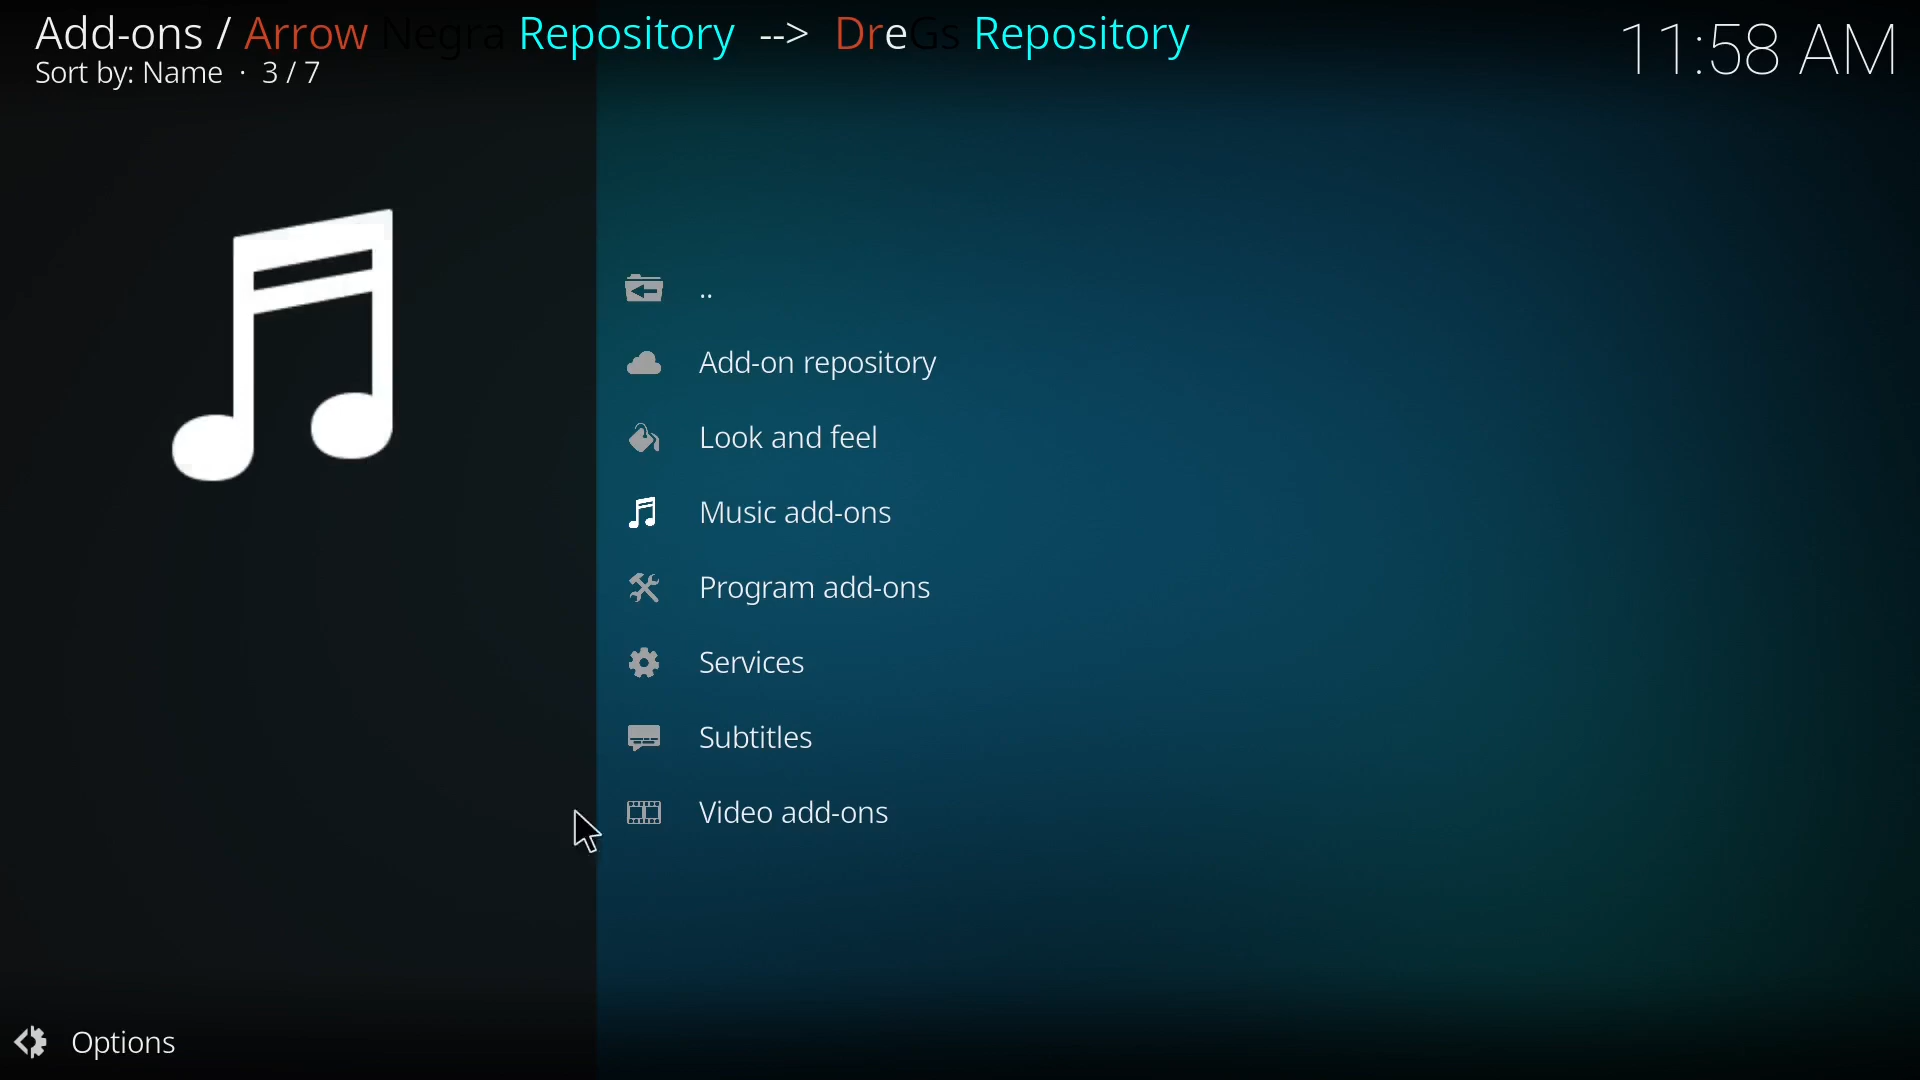 Add-ons / Arrow Negra Repository --> DreGs Repository
Sort by: Name · 3 / 7
11:58 AM
..
Add-on repository
Look and feel
Music add-ons
Program add-ons
Services
Subtitles
Video add-ons
Options